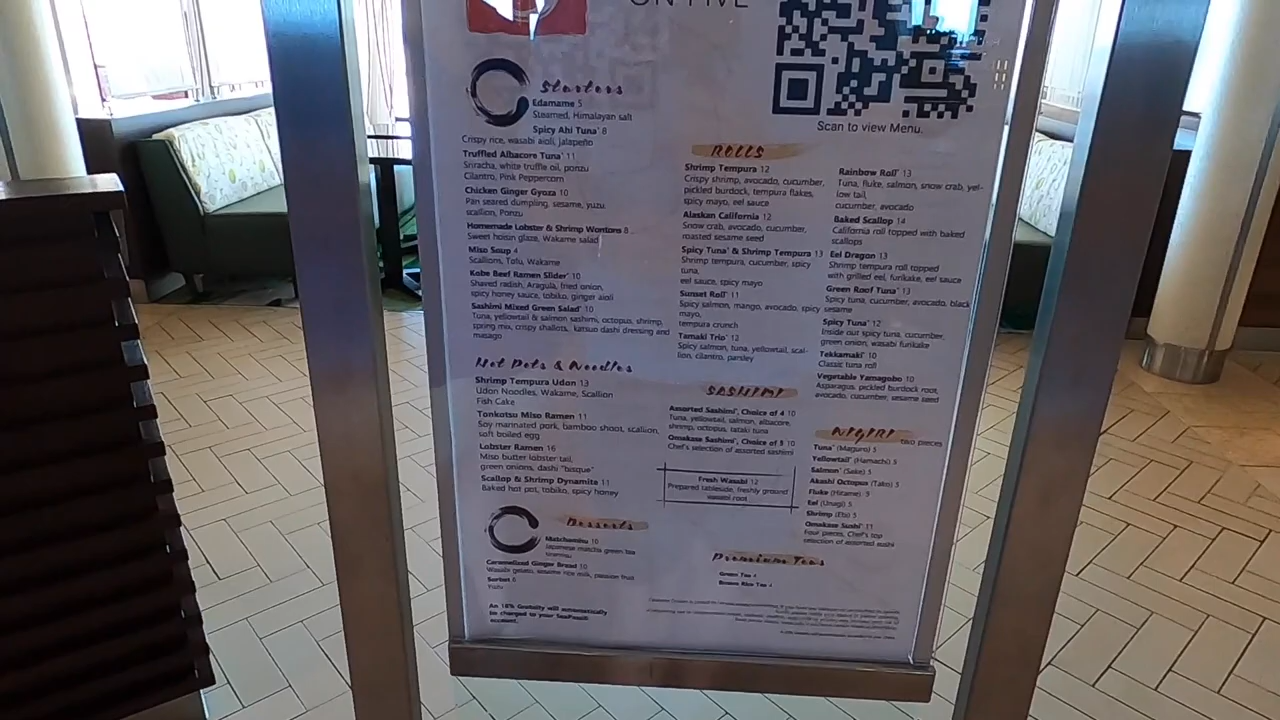 ON FIVE
Scan to view Menu.
Starters
Edamame 5
Steamed, Himalayan salt
Spicy Ahi Tuna* 8
Crispy rice, wasabi aioli, jalapeño
Truffled Albacore Tuna* 11
Sriracha, white truffle oil, ponzu
Cilantro, Pink Peppercorn
Chicken Ginger Gyoza 10
Pan seared dumpling, sesame, yuzu
scallion, Ponzu
Homemade Lobster & Shrimp Wontons 8
Sweet hoisin glaze, Wakame salad
Miso Soup 4
Scallions, Tofu, Wakame
Kobe Beef Ramen Slider* 10
Shaved radish, Aragula, fried onion,
spicy honey sauce, tobiko, ginger aioli
Sashimi Mixed Green Salad* 10
Tuna, yellowtail & salmon sashimi, octopus, shrimp,
spring mix, crispy shallots, katsuo dashi dressing and
masago
Hot Pots & Noodles
Shrimp Tempura Udon 13
Udon Noodles, Wakame, Scallion
Fish Cake
Tonkotsu Miso Ramen 11
Soy marinated pork, bamboo shoot, scallion,
soft boiled egg
Lobster Ramen 16
Miso butter lobster tail,
green onions, dashi "bisque"
Scallop & Shrimp Dynamite 11
Baked hot pot, tobiko, spicy honey
Desserts
Matchamisu 10
Japanese matcha green tea
tiramisu
Caramelized Ginger Bread 10
Wasabi gelato, sesame rice milk, passion fruit
Sorbet 6
Yuzu
An 18% Gratuity will automatically
be charged to your SeaPass®
account.
ROLLS
Shrimp Tempura 12
Crispy shrimp, avocado, cucumber,
pickled burdock, tempura flakes,
spicy mayo, eel sauce
Alaskan California 12
Snow crab, avocado, cucumber,
roasted sesame seed
Spicy Tuna* & Shrimp Tempura 13
Shrimp tempura, cucumber, spicy
tuna,
eel sauce, spicy mayo
Sunset Roll* 11
Spicy salmon, mango, avocado, spicy
mayo,
tempura crunch
Tamaki Trio* 12
Spicy salmon, tuna, yellowtail, scal-
lion, cilantro, parsley
Rainbow Roll* 13
Tuna, fluke, salmon, snow crab, yel-
low tail,
cucumber, avocado
Baked Scallop 14
California roll topped with baked
scallops
Eel Dragon 13
Shrimp tempura roll topped
with grilled eel, furikake, eel sauce
Green Roof Tuna* 13
Spicy tuna, cucumber, avocado, black
sesame
Spicy Tuna* 12
Inside out spicy tuna, cucumber,
green onion, wasabi furikake
Tekkamaki* 10
Classic tuna roll
Vegetable Yamagobo 10
Asparagus, pickled burdock root,
avocado, cucumber, sesame seed
SASHIMI
Assorted Sashimi*, Choice of 4 10
Tuna, yellowtail, salmon, albacore,
shrimp, octopus, tataki tuna
Omakase Sashimi*, Choice of 5 10
Chef's selection of assorted sashimi
Fresh Wasabi 12
Prepared tableside, freshly ground
wasabi root
NIGIRI two pieces
Tuna* (Maguro) 5
Yellowtail* (Hamachi) 5
Salmon* (Sake) 5
Akashi Octopus (Tako) 5
Fluke (Hirame) 5
Eel (Unagi) 5
Shrimp (Ebi) 5
Omakase Sushi* 11
Four pieces, Chef's top
selection of assorted sushi
Premium Teas
Green Tea 4
Brown Rice Tea 4